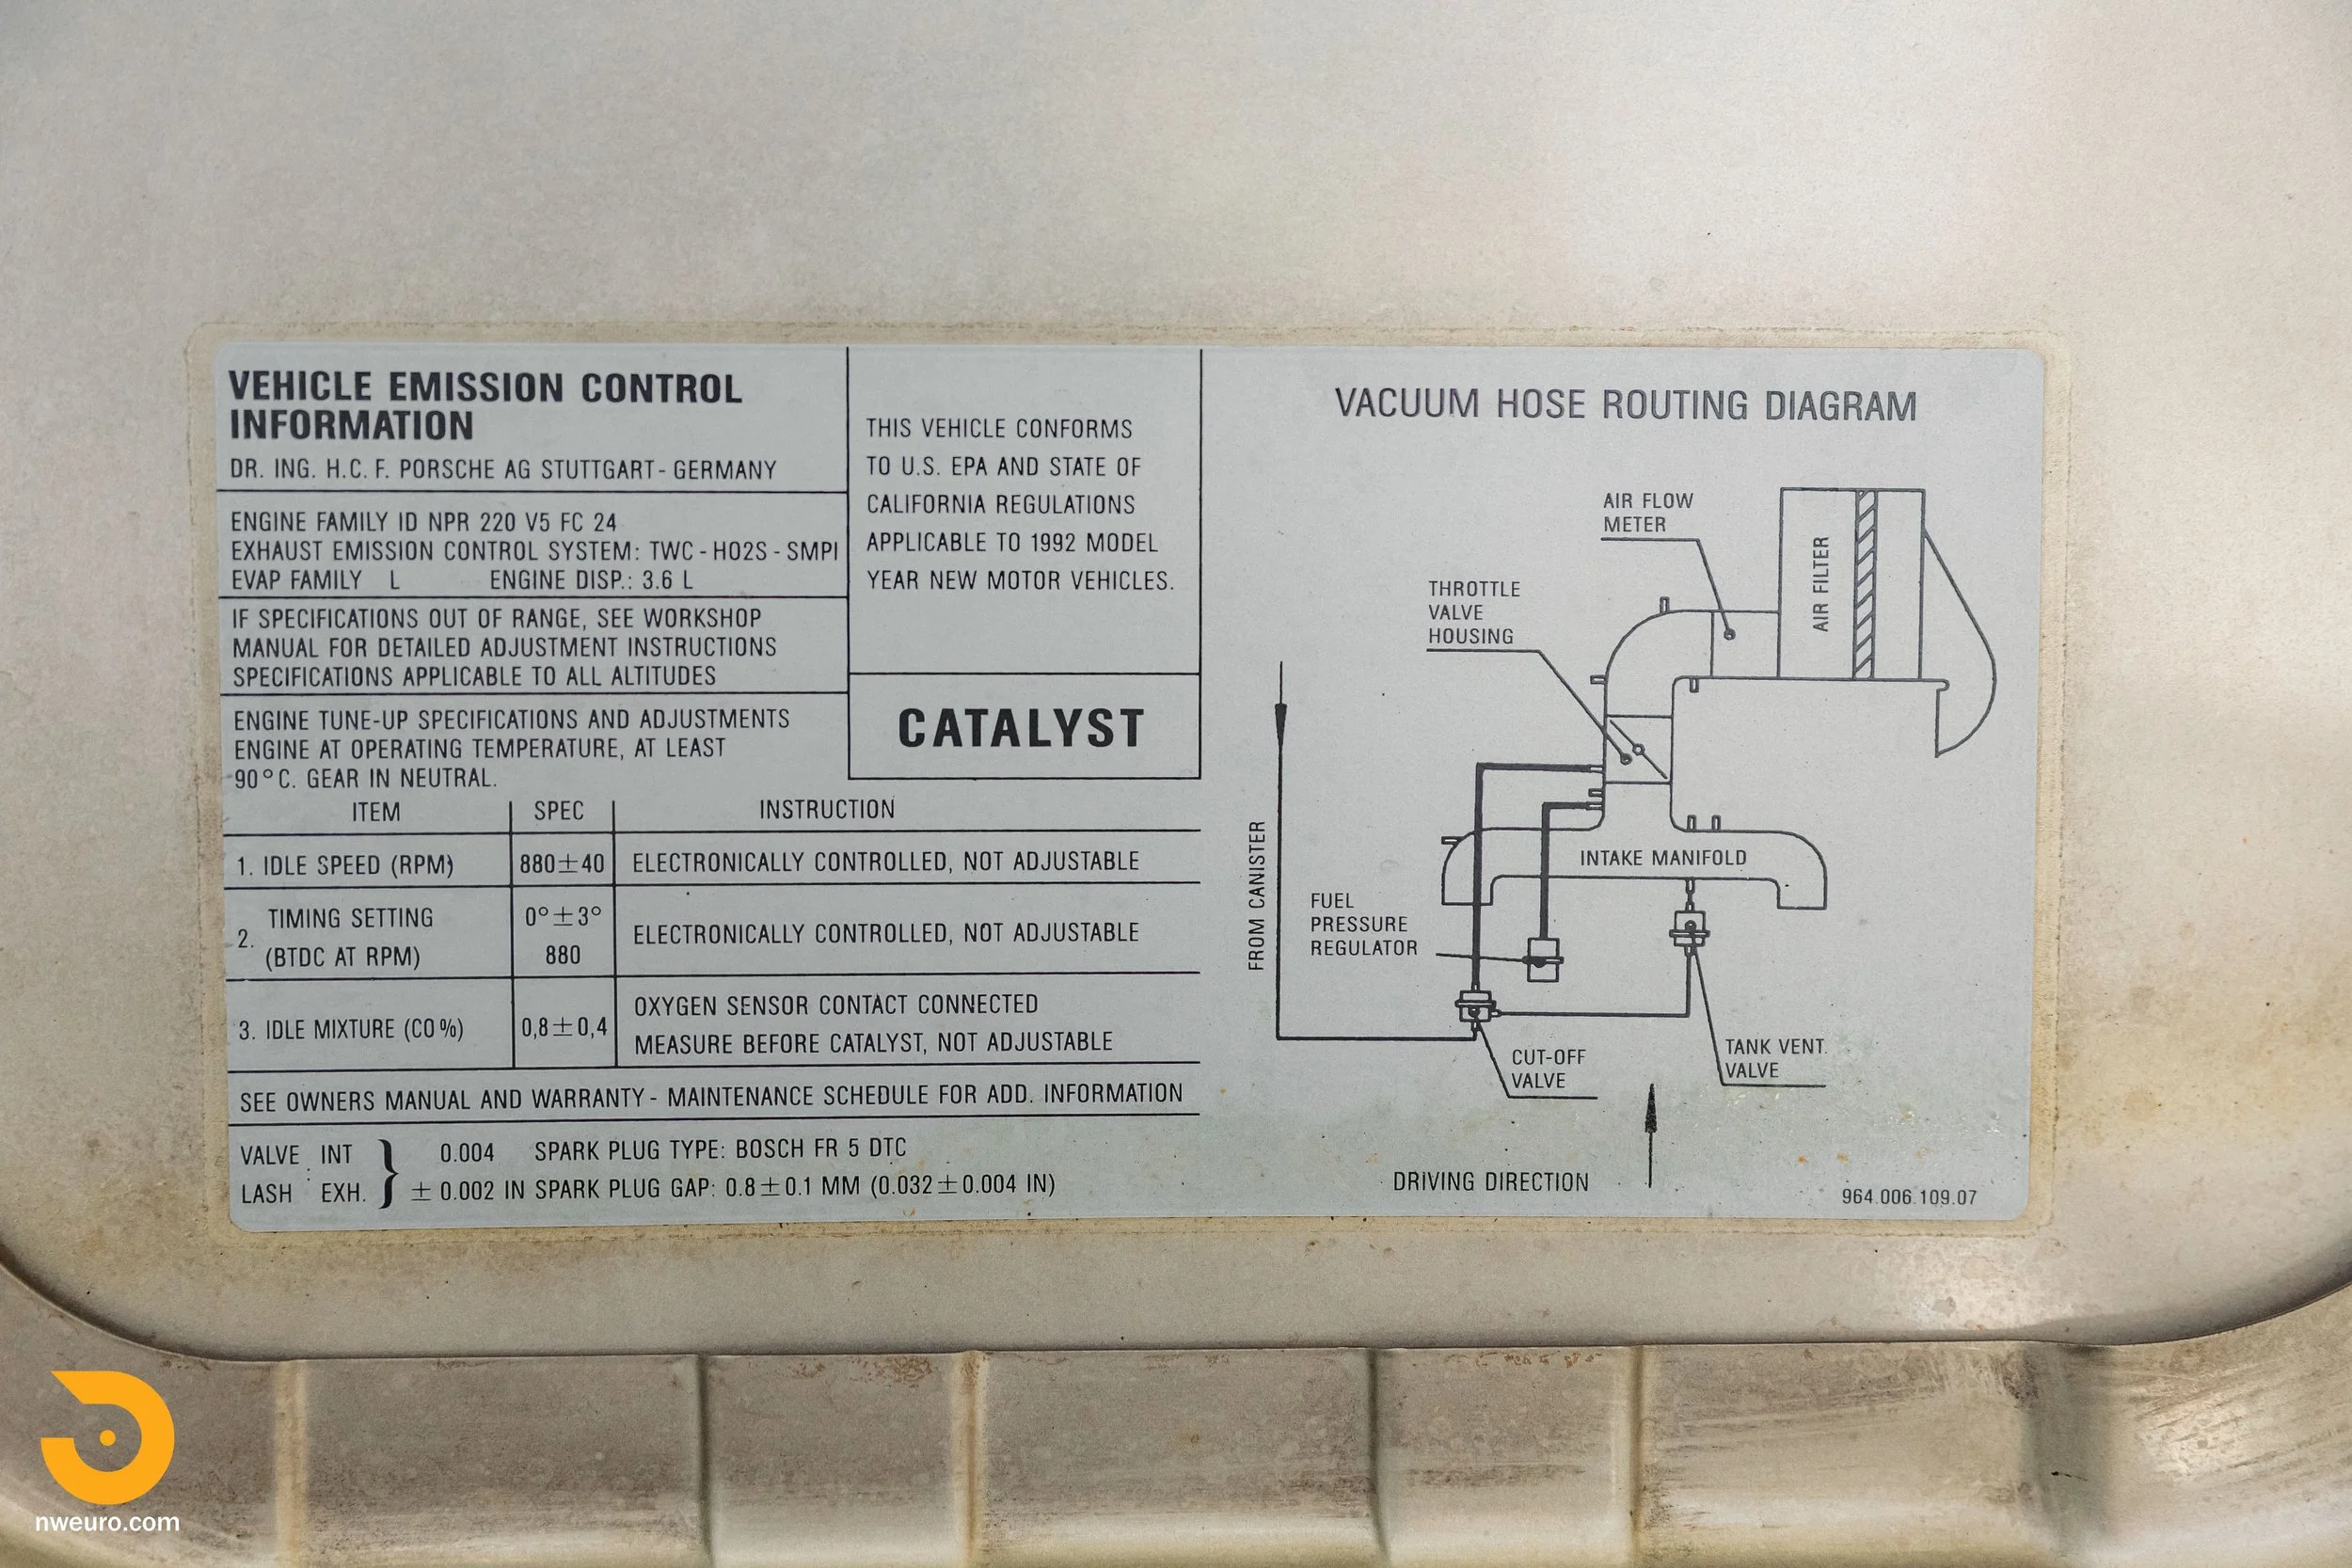 VEHICLE EMISSION CONTROL
INFORMATION
DR. ING. H.C. F. PORSCHE AG STUTTGART - GERMANY
ENGINE FAMILY ID NPR 220 V5 FC 24
EXHAUST EMISSION CONTROL SYSTEM: TWC - HO2S - SMPI
EVAP FAMILY L ENGINE DISP.: 3.6 L
IF SPECIFICATIONS OUT OF RANGE, SEE WORKSHOP
MANUAL FOR DETAILED ADJUSTMENT INSTRUCTIONS
SPECIFICATIONS APPLICABLE TO ALL ALTITUDES
ENGINE TUNE-UP SPECIFICATIONS AND ADJUSTMENTS
ENGINE AT OPERATING TEMPERATURE, AT LEAST
90°C. GEAR IN NEUTRAL.
THIS VEHICLE CONFORMS
TO U.S. EPA AND STATE OF
CALIFORNIA REGULATIONS
APPLICABLE TO 1992 MODEL
YEAR NEW MOTOR VEHICLES.
CATALYST
ITEM SPEC INSTRUCTION
1. IDLE SPEED (RPM) 880±40 ELECTRONICALLY CONTROLLED, NOT ADJUSTABLE
2. TIMING SETTING 0°±3° ELECTRONICALLY CONTROLLED, NOT ADJUSTABLE
(BTDC AT RPM) 880
3. IDLE MIXTURE (CO%) 0,8±0,4 OXYGEN SENSOR CONTACT CONNECTED
MEASURE BEFORE CATALYST, NOT ADJUSTABLE
SEE OWNERS MANUAL AND WARRANTY - MAINTENANCE SCHEDULE FOR ADD. INFORMATION
VALVE INT } 0.004 SPARK PLUG TYPE: BOSCH FR 5 DTC
LASH EXH. ± 0.002 IN SPARK PLUG GAP: 0.8±0.1 MM (0.032±0.004 IN)
VACUUM HOSE ROUTING DIAGRAM
AIR FLOW
METER
AIR FILTER
THROTTLE
VALVE
HOUSING
INTAKE MANIFOLD
FROM CANISTER
FUEL
PRESSURE
REGULATOR
CUT-OFF
VALVE
TANK VENT.
VALVE
DRIVING DIRECTION
964.006.109.07
nweuro.com